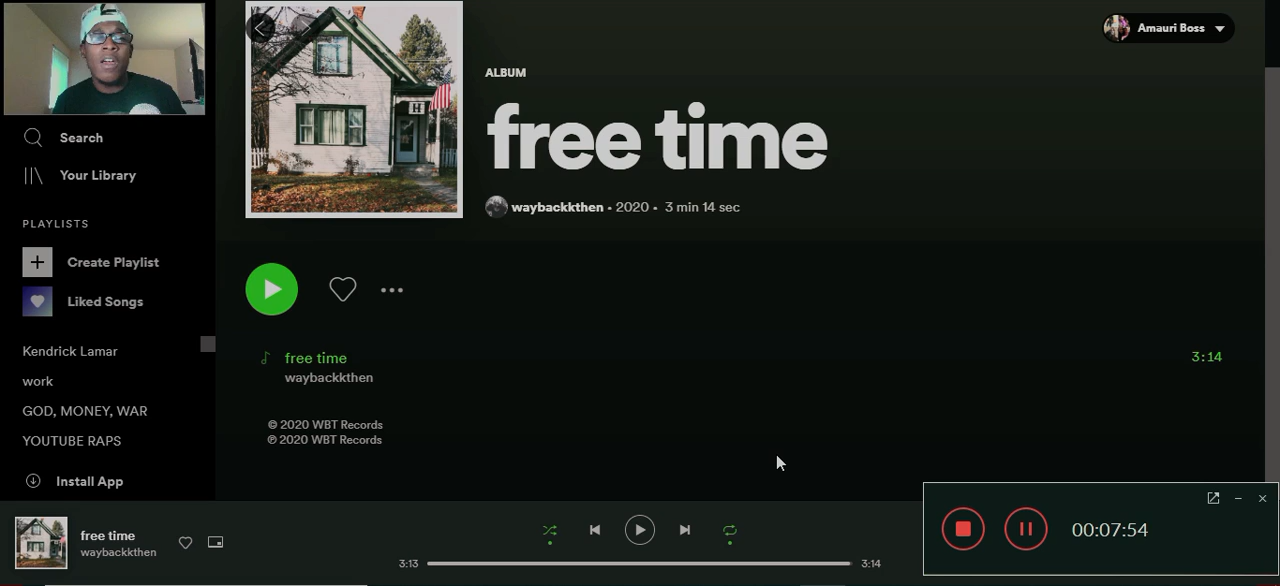 Amauri Boss
ALBUM
free time
waybackkthen • 2020 • 3 min 14 sec
Search
Your Library
PLAYLISTS
Create Playlist
Liked Songs
Kendrick Lamar
work
GOD, MONEY, WAR
YOUTUBE RAPS
Install App
free time 3:14
waybackkthen
© 2020 WBT Records
℗ 2020 WBT Records
free time
waybackkthen
3:13 3:14
00:07:54
H